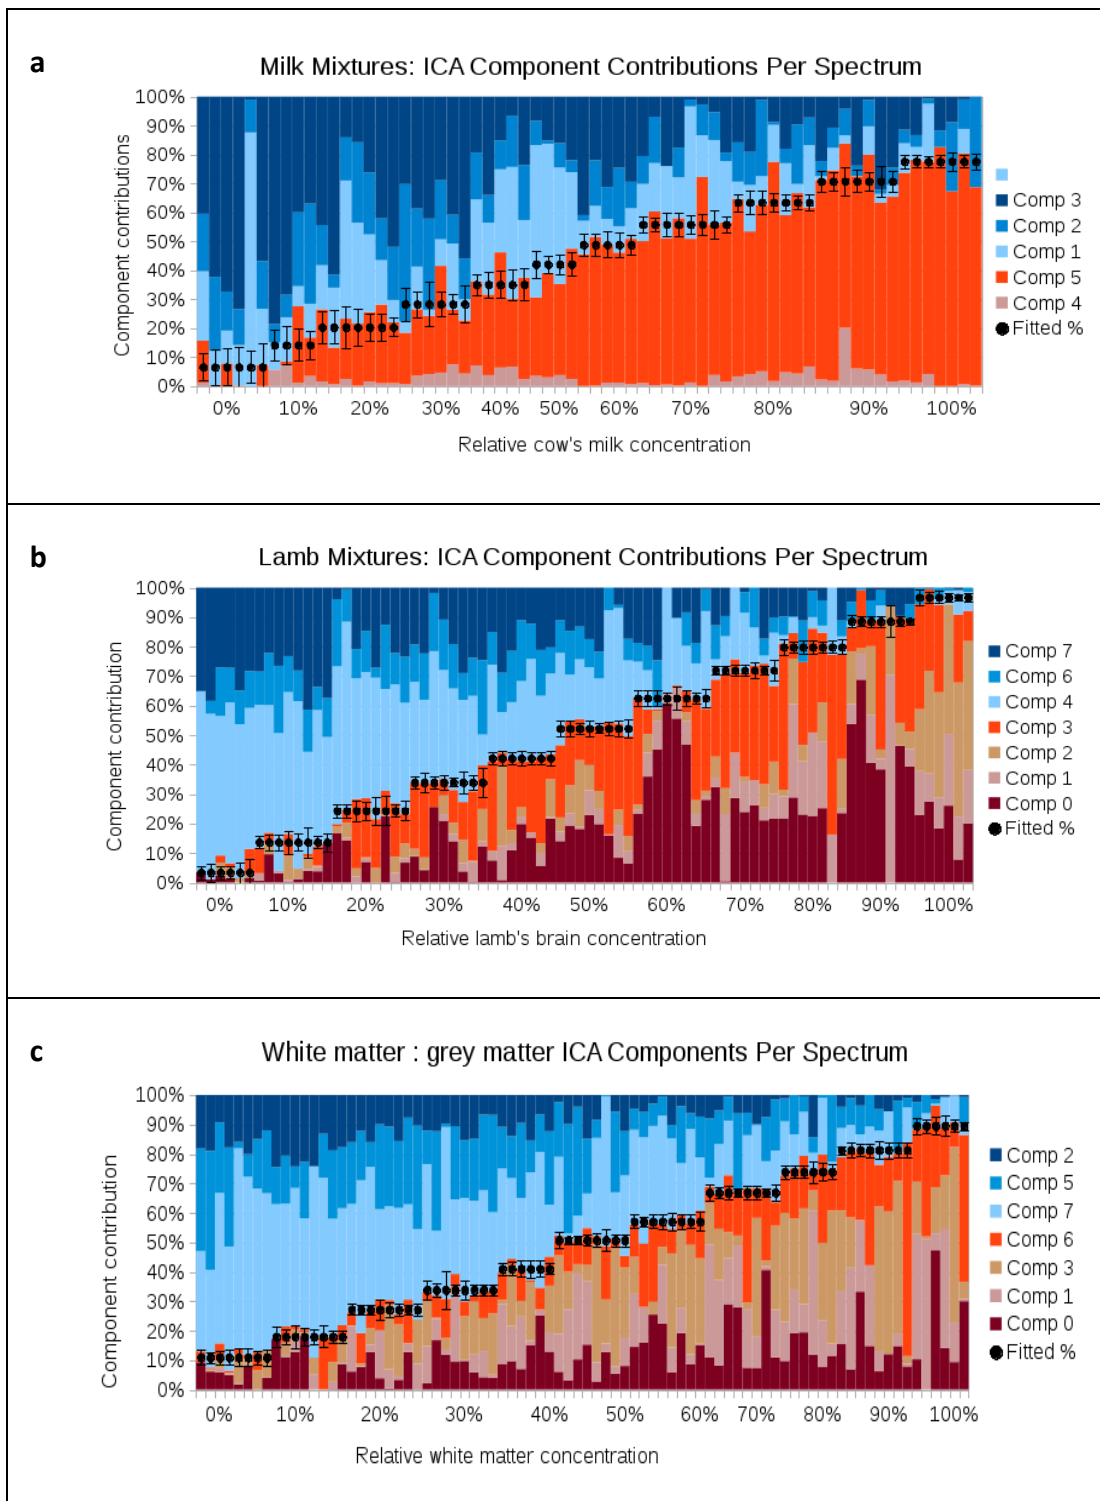 a
Milk Mixtures: ICA Component Contributions Per Spectrum
100%
90%
80%
70%
60%
50%
40%
30%
20%
10%
0%
Component contributions
0% 10% 20% 30% 40% 50% 60% 70% 80% 90% 100%
Relative cow's milk concentration
Comp 3
Comp 2
Comp 1
Comp 5
Comp 4
Fitted %
b
Lamb Mixtures: ICA Component Contributions Per Spectrum
100%
90%
80%
70%
60%
50%
40%
30%
20%
10%
0%
Component contribution
0% 10% 20% 30% 40% 50% 60% 70% 80% 90% 100%
Relative lamb's brain concentration
Comp 7
Comp 6
Comp 4
Comp 3
Comp 2
Comp 1
Comp 0
Fitted %
c
White matter : grey matter ICA Components Per Spectrum
100%
90%
80%
70%
60%
50%
40%
30%
20%
10%
0%
Component contribution
0% 10% 20% 30% 40% 50% 60% 70% 80% 90% 100%
Relative white matter concentration
Comp 2
Comp 5
Comp 7
Comp 6
Comp 3
Comp 1
Comp 0
Fitted %